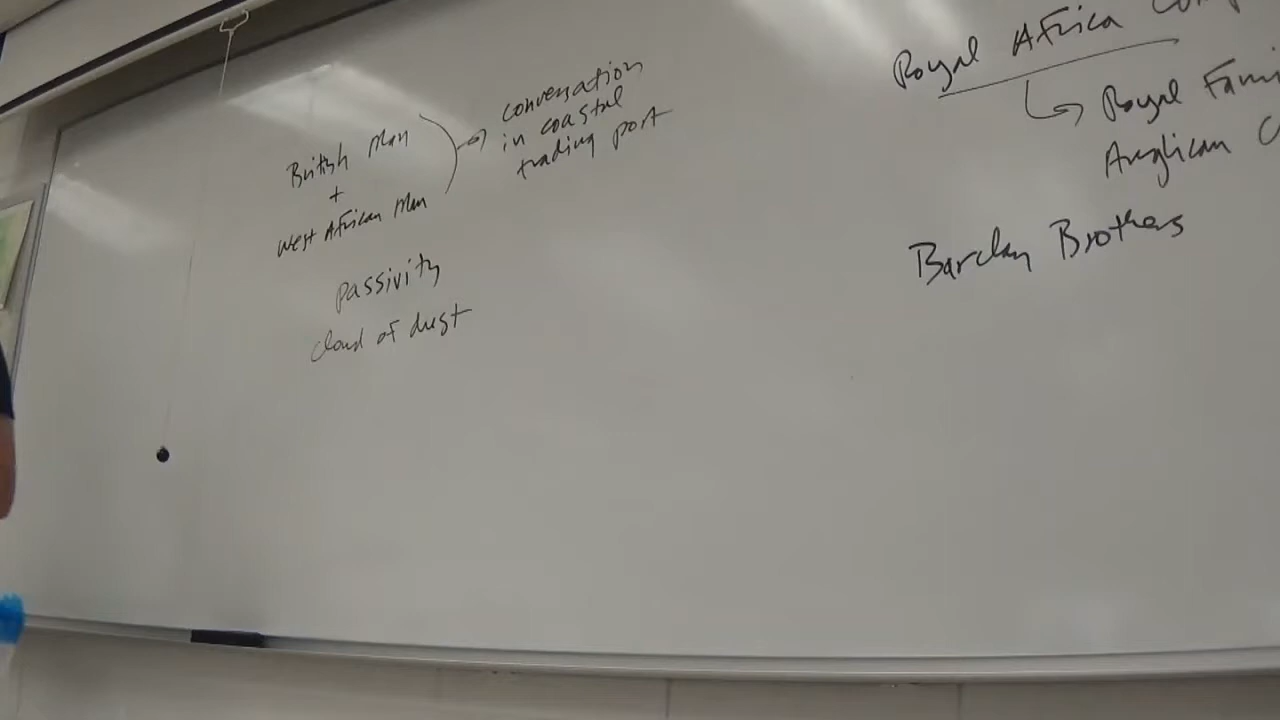 British Man
+
West African Man
conversation
in coastal
trading port
passivity
cloud of dust
Royal Africa
Royal
Anglican
Barclay Brothers